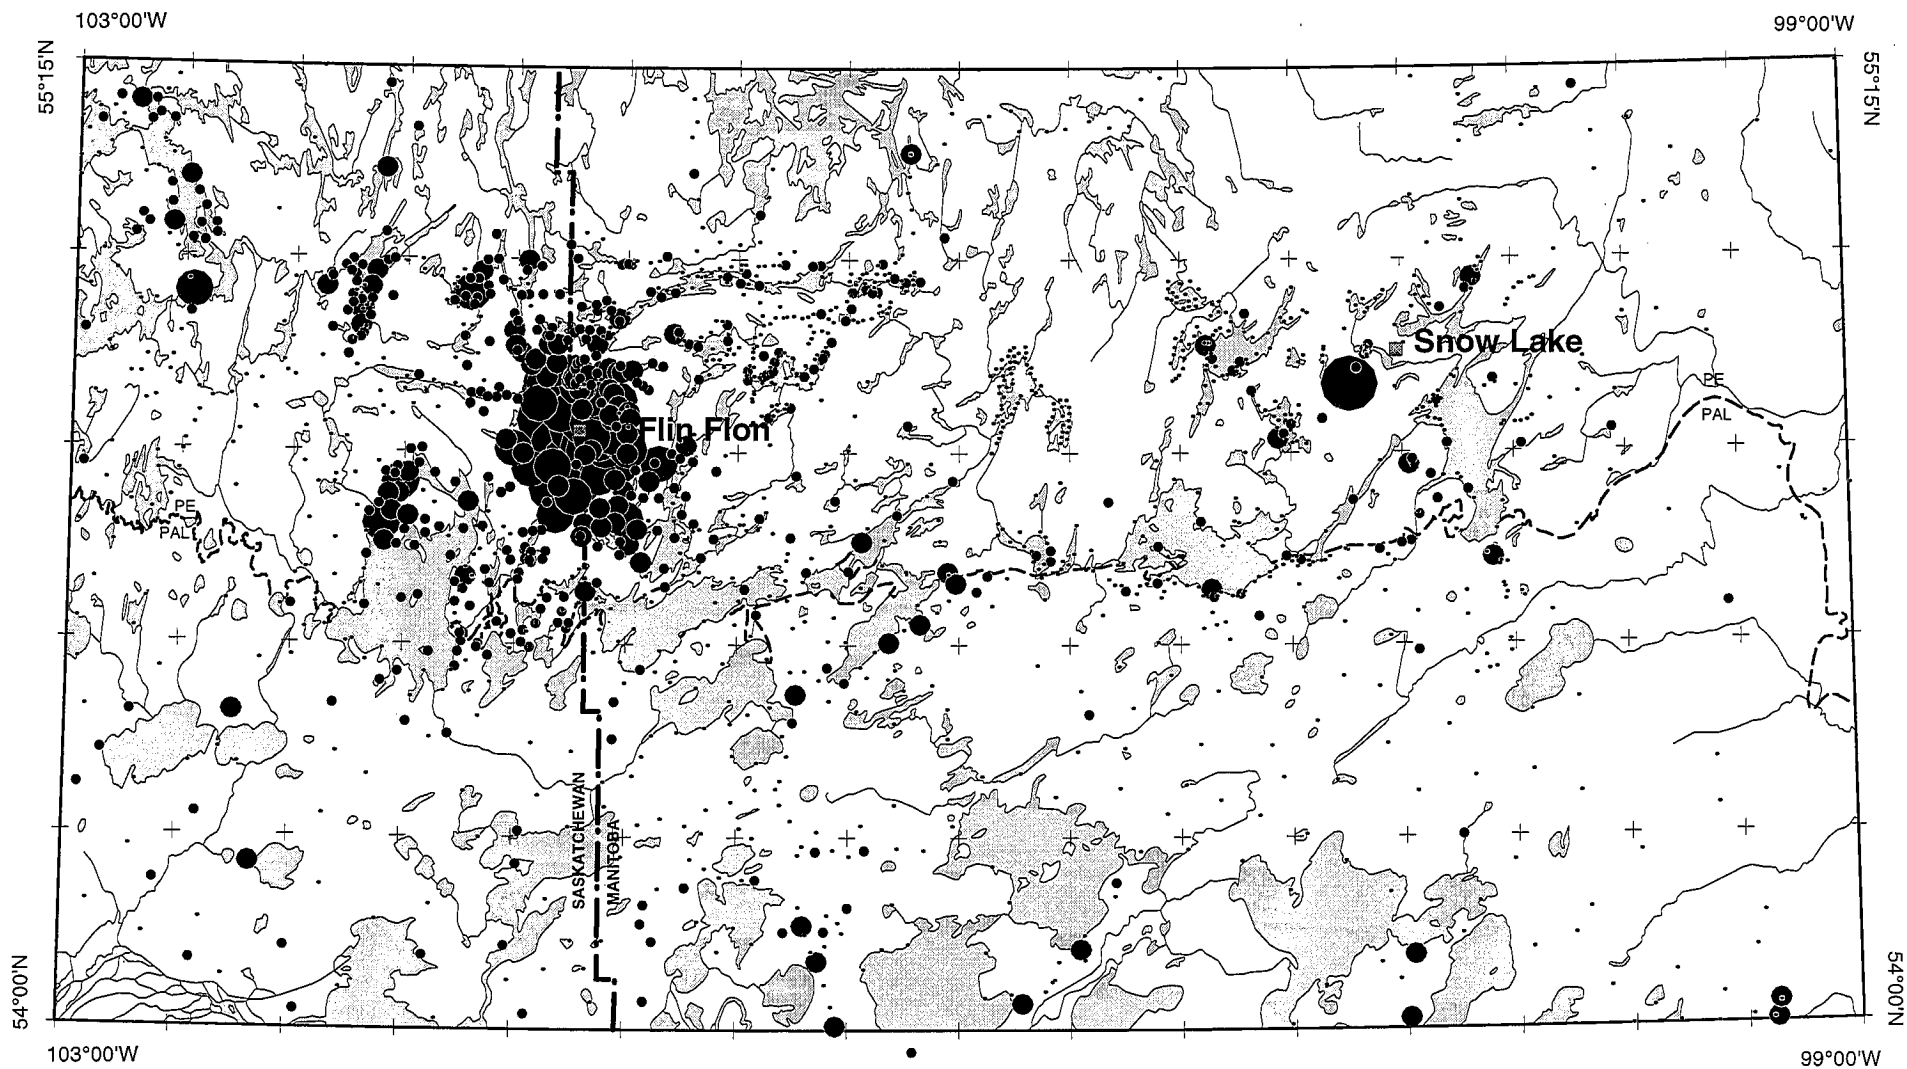 103°00'W
99°00'W
55°15'N
55°15'N
Snow Lake
PE
PAL
Flin Flon
PE
PAL
SASKATCHEWAN
MANITOBA
54°00'N
54°00'N
103°00'W
99°00'W